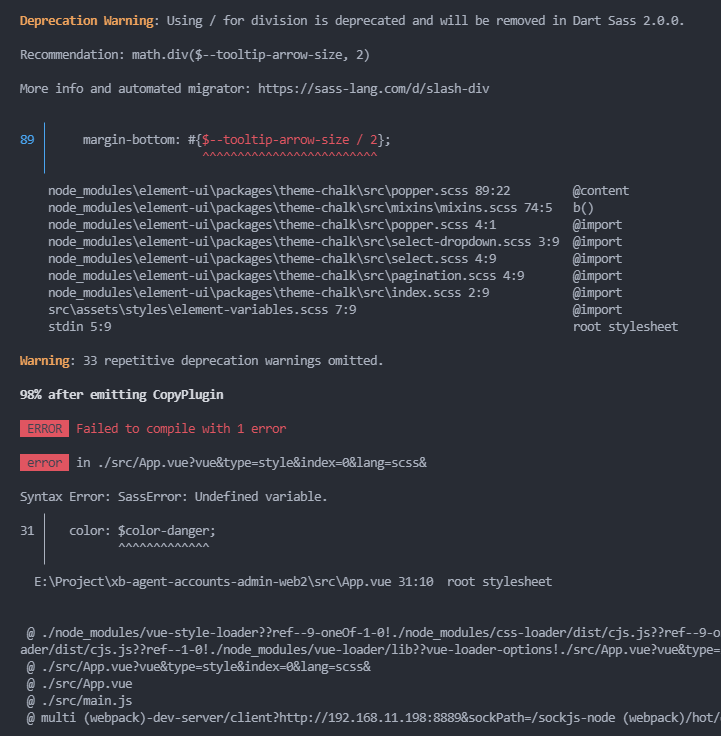 Deprecation Warning: Using / for division is deprecated and will be removed in Dart Sass 2.0.0.
Recommendation: math.div($--tooltip-arrow-size, 2)
More info and automated migrator: https://sass-lang.com/d/slash-div
89 │ margin-bottom: #{$--tooltip-arrow-size / 2};
^^^^^^^^^^^^^^^^^^^^^^^^^
node_modules\element-ui\packages\theme-chalk\src\popper.scss 89:22 @content
node_modules\element-ui\packages\theme-chalk\src\mixins\mixins.scss 74:5 b()
node_modules\element-ui\packages\theme-chalk\src\popper.scss 4:1 @import
node_modules\element-ui\packages\theme-chalk\src\select-dropdown.scss 3:9 @import
node_modules\element-ui\packages\theme-chalk\src\select.scss 4:9 @import
node_modules\element-ui\packages\theme-chalk\src\pagination.scss 4:9 @import
node_modules\element-ui\packages\theme-chalk\src\index.scss 2:9 @import
src\assets\styles\element-variables.scss 7:9 @import
stdin 5:9 root stylesheet
Warning: 33 repetitive deprecation warnings omitted.
98% after emitting CopyPlugin
ERROR Failed to compile with 1 error
error in ./src/App.vue?vue&type=style&index=0&lang=scss&
Syntax Error: SassError: Undefined variable.
31 │ color: $color-danger;
^^^^^^^^^^^^^
E:\Project\xb-agent-accounts-admin-web2\src\App.vue 31:10 root stylesheet
@ ./node_modules/vue-style-loader??ref--9-oneOf-1-0!./node_modules/css-loader/dist/cjs.js??ref--9-o
ader/dist/cjs.js??ref--1-0!./node_modules/vue-loader/lib??vue-loader-options!./src/App.vue?vue&type=
@ ./src/App.vue?vue&type=style&index=0&lang=scss&
@ ./src/App.vue
@ ./src/main.js
@ multi (webpack)-dev-server/client?http://192.168.11.198:8889&sockPath=/sockjs-node (webpack)/hot/